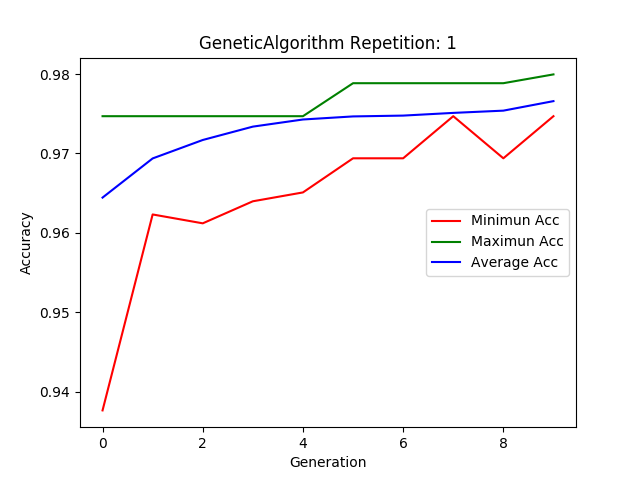 GeneticAlgorithm Repetition: 1
0.98
0.97
0.96
0.95
0.94
Accuracy
Minimun Acc
Maximun Acc
Average Acc
0 2 4 6 8
Generation